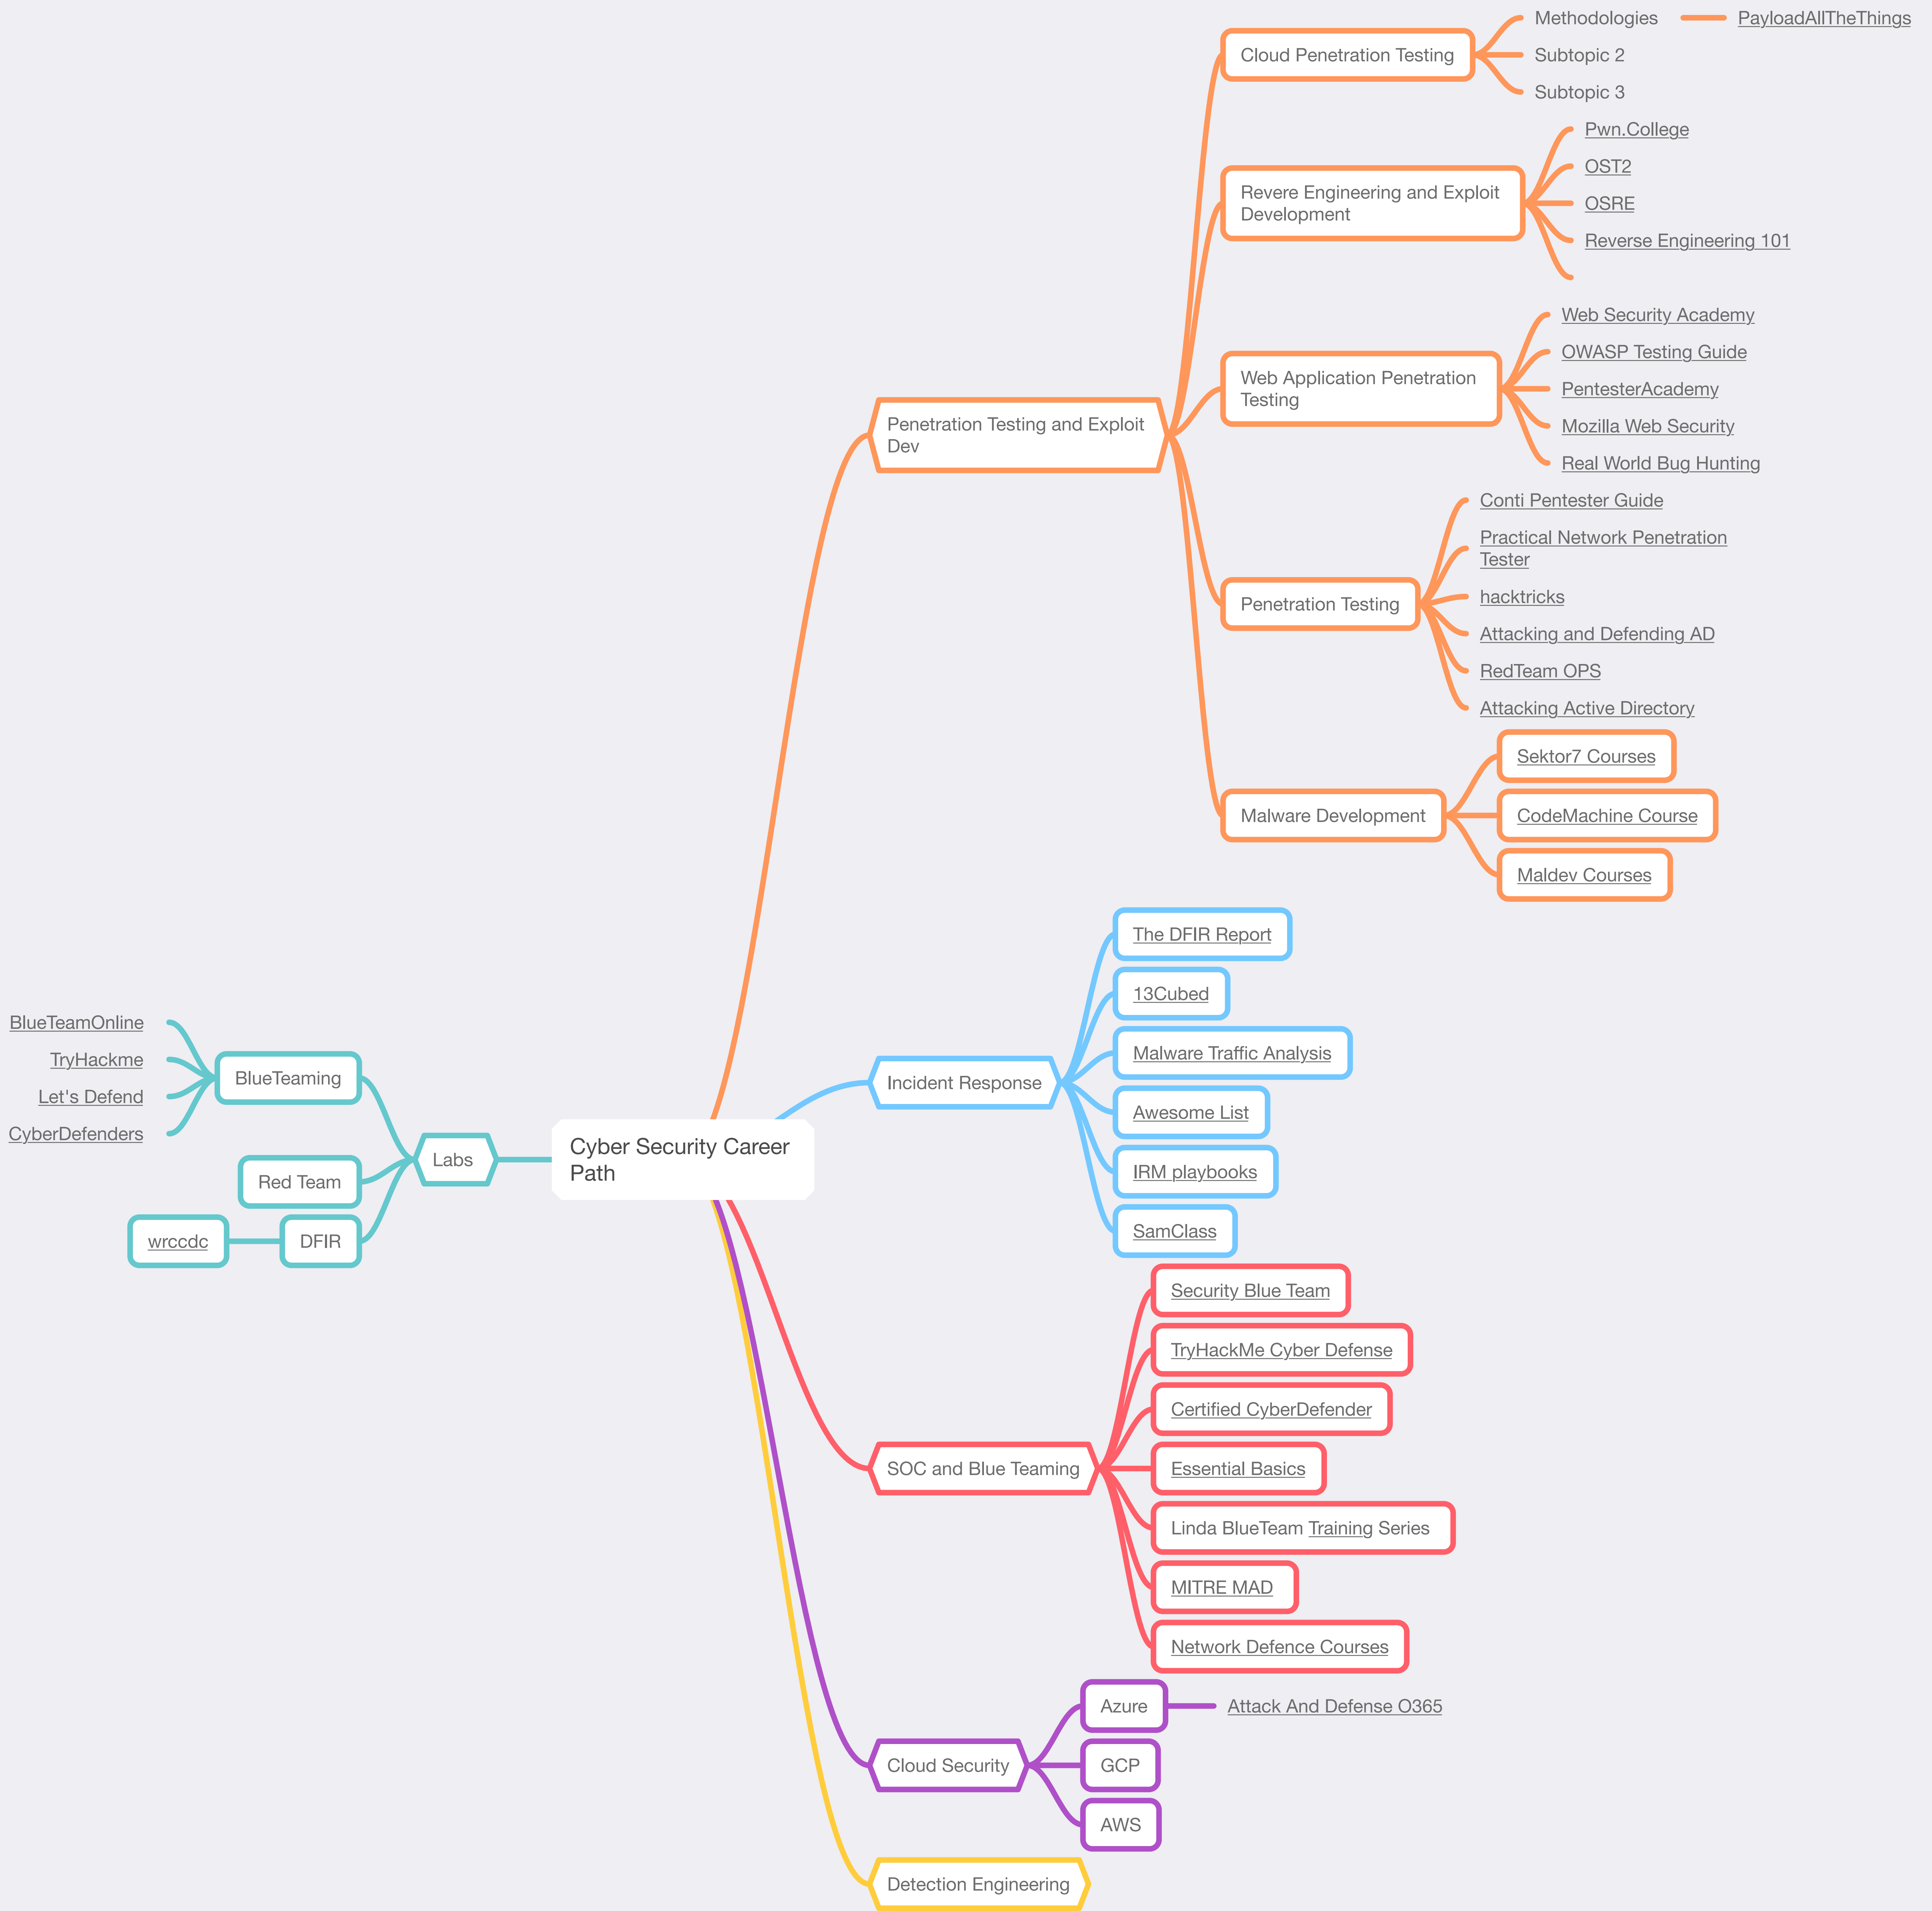 Cyber Security Career
Path
Penetration Testing and Exploit
Dev
Cloud Penetration Testing
Methodologies
PayloadAllTheThings
Subtopic 2
Subtopic 3
Revere Engineering and Exploit
Development
Pwn.College
OST2
OSRE
Reverse Engineering 101
Web Application Penetration
Testing
Web Security Academy
OWASP Testing Guide
PentesterAcademy
Mozilla Web Security
Real World Bug Hunting
Penetration Testing
Conti Pentester Guide
Practical Network Penetration
Tester
hacktricks
Attacking and Defending AD
RedTeam OPS
Attacking Active Directory
Malware Development
Sektor7 Courses
CodeMachine Course
Maldev Courses
Incident Response
The DFIR Report
13Cubed
Malware Traffic Analysis
Awesome List
IRM playbooks
SamClass
SOC and Blue Teaming
Security Blue Team
TryHackMe Cyber Defense
Certified CyberDefender
Essential Basics
Linda BlueTeam Training Series
MITRE MAD
Network Defence Courses
Cloud Security
Azure
Attack And Defense O365
GCP
AWS
Detection Engineering
Labs
BlueTeaming
BlueTeamOnline
TryHackme
Let's Defend
CyberDefenders
Red Team
DFIR
wrccdc